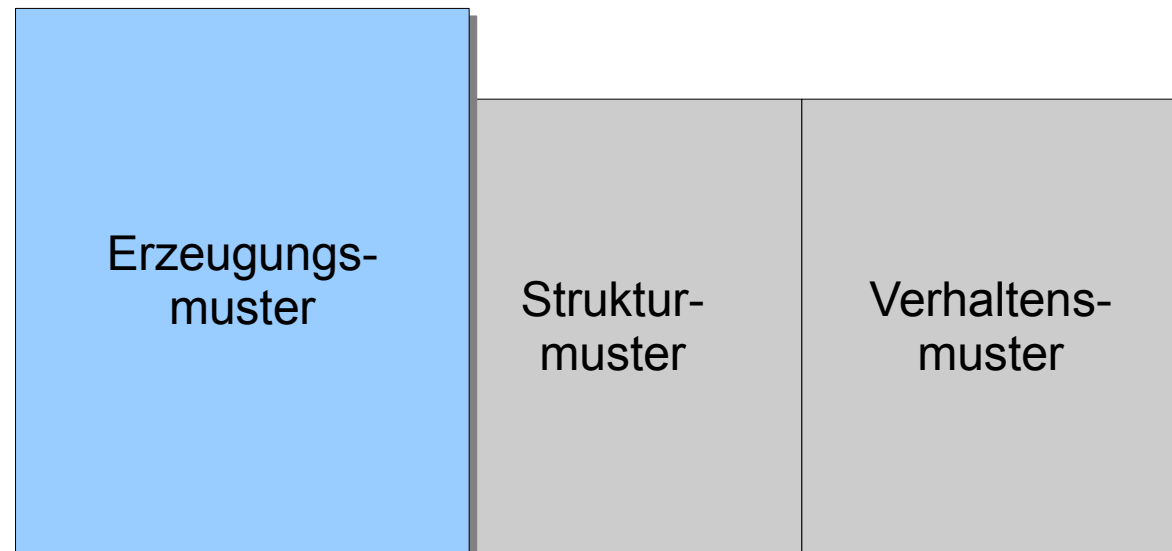 Erzeugungs-
muster
Struktur-
muster
Verhaltens-
muster